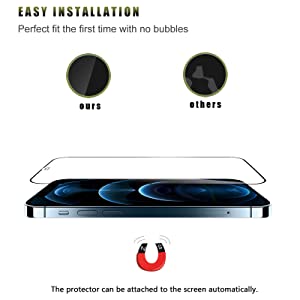 EASY INSTALLATION
Perfect fit the first time with no bubbles
ours
others
The protector can be attached to the screen automatically.